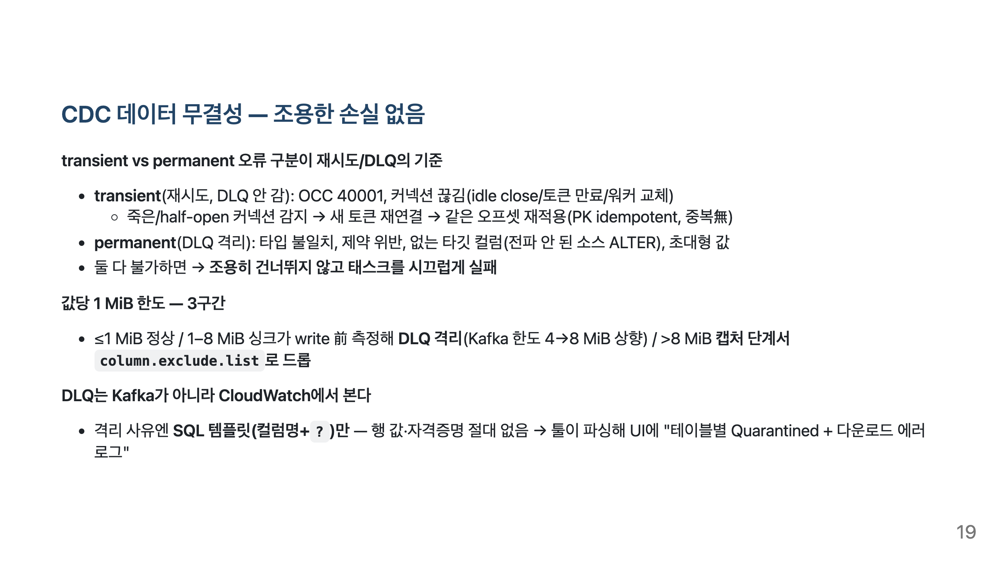 CDC 데이터 무결성 — 조용한 손실 없음
transient vs permanent 오류 구분이 재시도/DLQ의 기준
• transient(재시도, DLQ 안 감): OCC 40001, 커넥션 끊김(idle close/토큰 만료/워커 교체)
◦ 죽은/half-open 커넥션 감지 → 새 토큰 재연결 → 같은 오프셋 재적용(PK idempotent, 중복無)
• permanent(DLQ 격리): 타입 불일치, 제약 위반, 없는 타깃 컬럼(전파 안 된 소스 ALTER), 초대형 값
• 둘 다 불가하면 → 조용히 건너뛰지 않고 태스크를 시끄럽게 실패
값당 1 MiB 한도 — 3구간
• ≤1 MiB 정상 / 1–8 MiB 싱크가 write 前 측정해 DLQ 격리(Kafka 한도 4→8 MiB 상향) / >8 MiB 캡처 단계서
column.exclude.list로 드롭
DLQ는 Kafka가 아니라 CloudWatch에서 본다
• 격리 사유엔 SQL 템플릿(컬럼명+?)만 — 행 값·자격증명 절대 없음 → 툴이 파싱해 UI에 "테이블별 Quarantined + 다운로드 에러
로그"
19